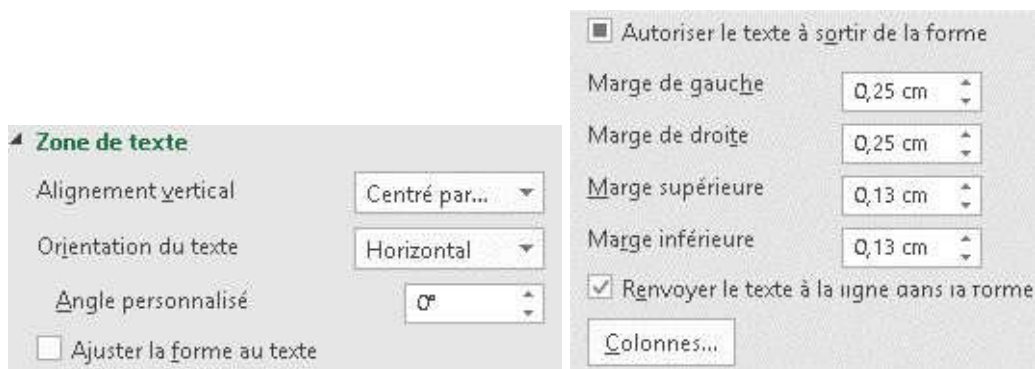 Zone de texte
Alignement vertical Centré par...
Orientation du texte Horizontal
Angle personnalisé 0°
Ajuster la forme au texte
Autoriser le texte à sortir de la forme
Marge de gauche 0,25 cm
Marge de droite 0,25 cm
Marge supérieure 0,13 cm
Marge inférieure 0,13 cm
Renvoyer le texte à la ligne dans la forme
Colonnes...